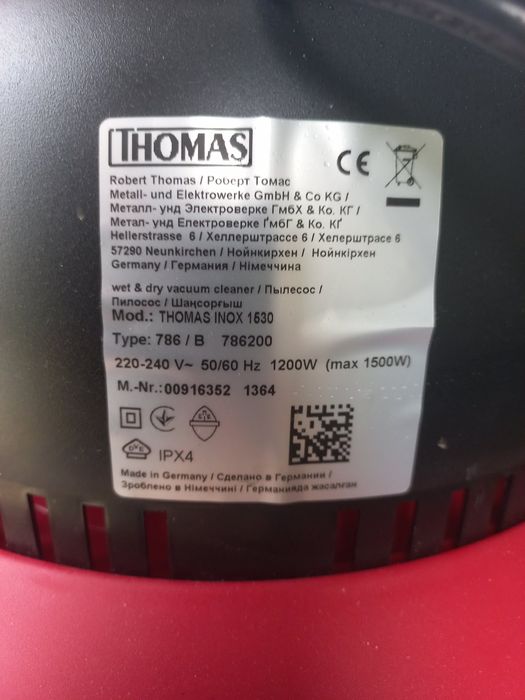 THOMAS
Robert Thomas / Роберт Томас
Metall- und Elektrowerke GmbH & Co KG /
Металл- унд Электроверке ГмбХ & Ко. КГ /
Метал- унд Електроверке ҐмбГ & Ко. КҐ
Hellerstrasse 6 / Хеллерштрассе 6 / Хелерштрасе 6
57290 Neunkirchen / Нойнкирхен / Нойнкірхен
Germany / Германия / Німеччина
wet & dry vacuum cleaner / Пылесос /
Пилосос / Шаңсорғыш
Mod.: THOMAS INOX 1530
Type: 786 / B 786200
220-240 V~ 50/60 Hz 1200W (max 1500W)
M.-Nr.:00916352 1364
IPX4
Made in Germany / Сделано в Германии /
Зроблено в Німеччині / Германияда жасалған